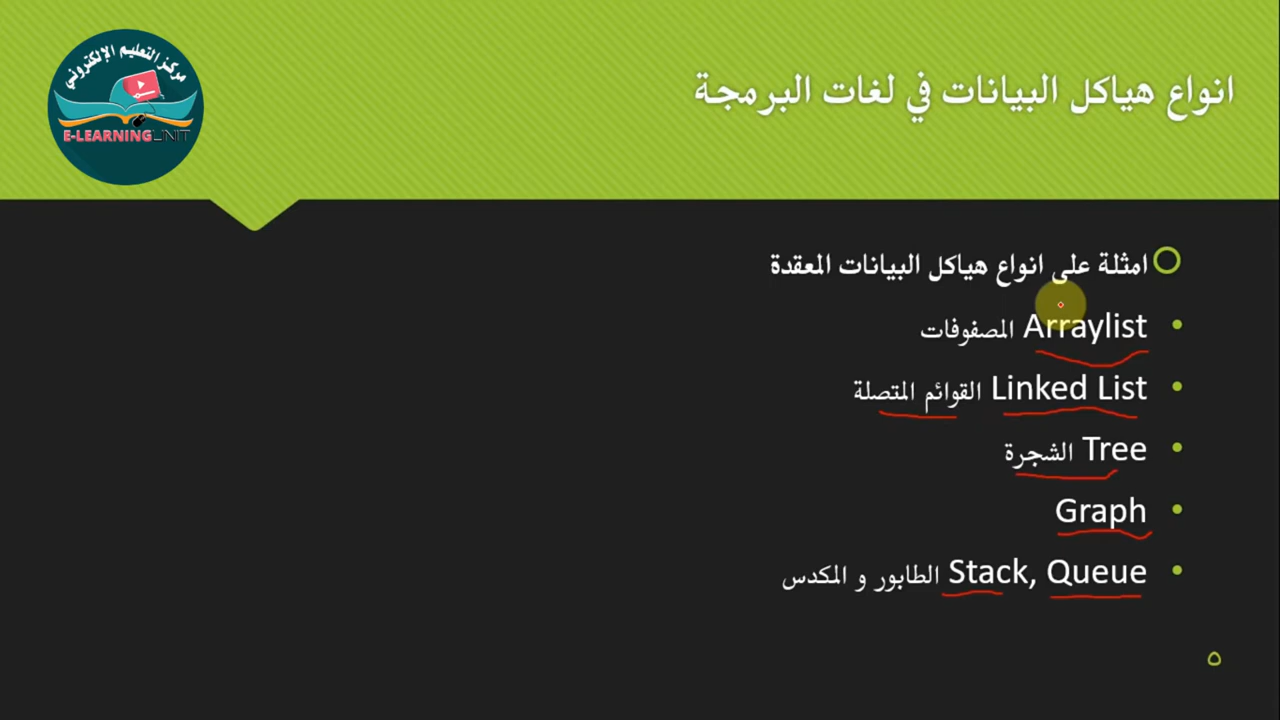 مركز التعليم الإلكتروني
E-LEARNING UNIT
انواع هياكل البيانات في لغات البرمجة
امثلة على انواع هياكل البيانات المعقدة
Arraylist المصفوفات
Linked List القوائم المتصلة
Tree الشجرة
Graph
Stack, Queue الطابور و المكدس
٥